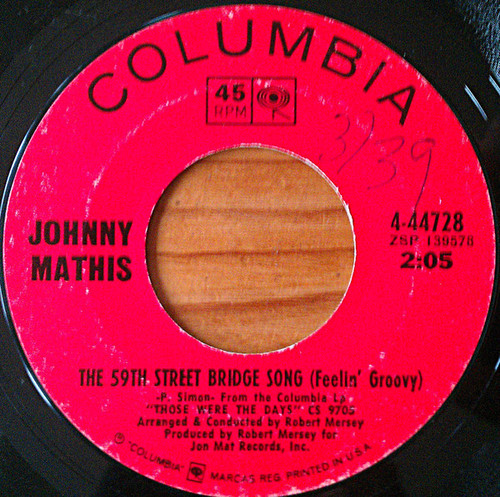 COLUMBIA
45
RPM
3/39
JOHNNY
MATHIS
4-44728
ZSP 139578
2:05
THE 59TH STREET BRIDGE SONG (Feelin' Groovy)
-P. Simon- From the Columbia Lp
"THOSE WERE THE DAYS" CS 9705
Arranged & Conducted by Robert Mersey
Produced by Robert Mersey for
Jon Mat Records, Inc.
℗ "COLUMBIA" MARCAS REG. PRINTED IN U.S.A.